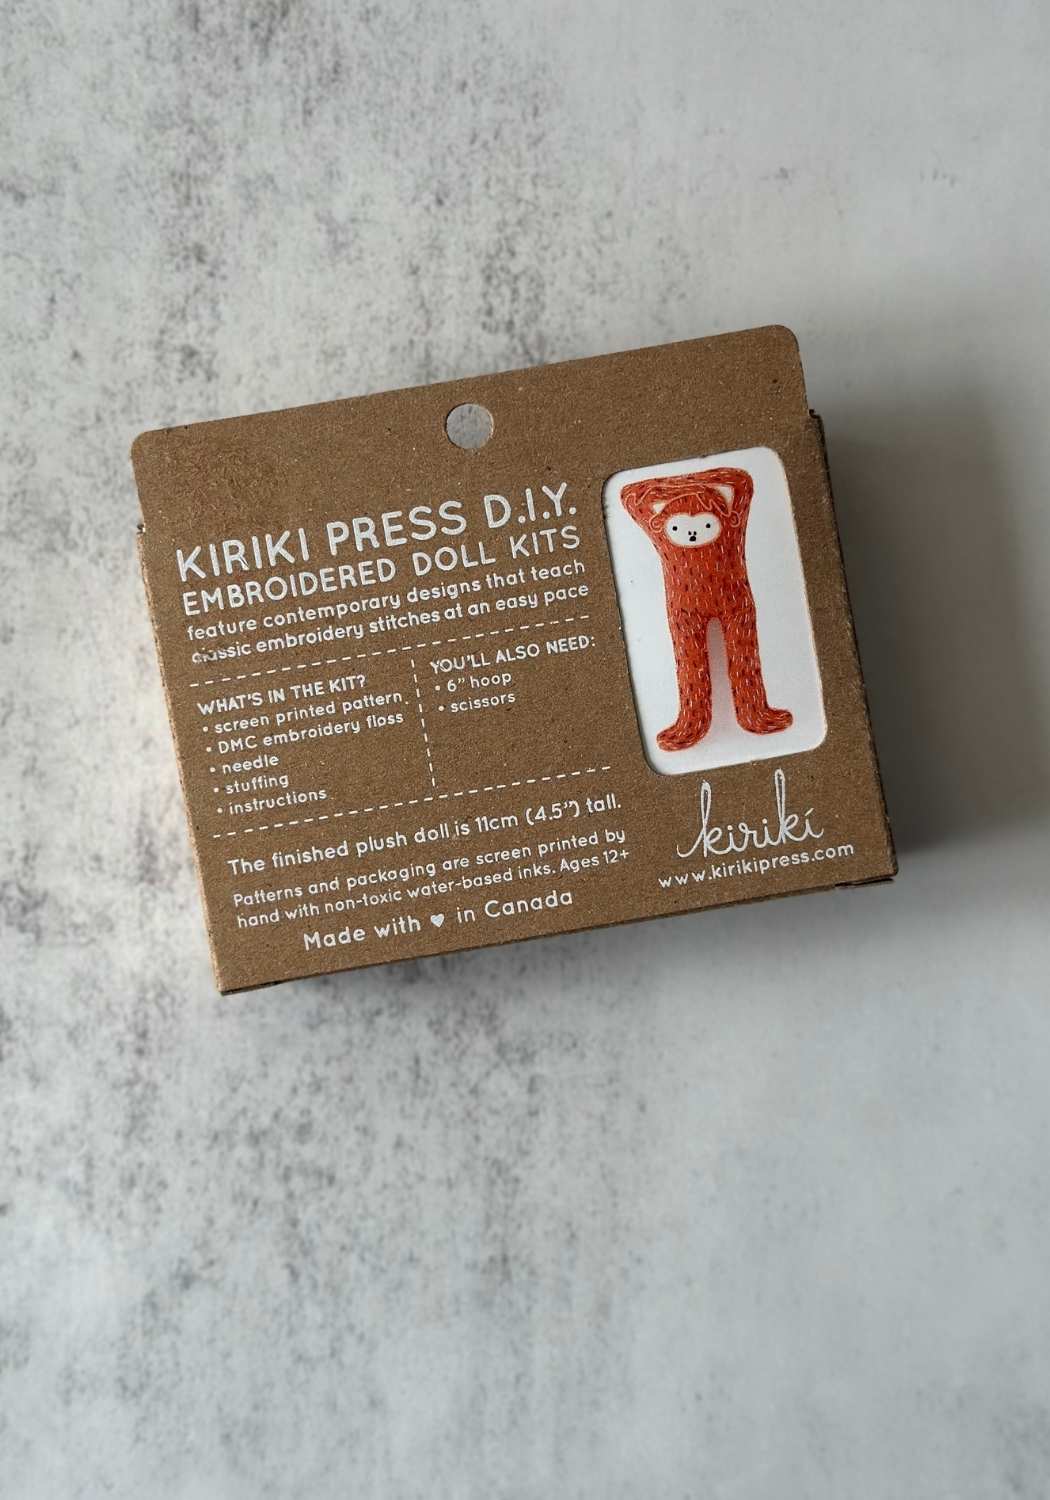 KIRIKI PRESS D.I.Y.
EMBROIDERED DOLL KITS
feature contemporary designs that teach
classic embroidery stitches at an easy pace
WHAT'S IN THE KIT?
• screen printed pattern
• DMC embroidery floss
• needle
• stuffing
• instructions
YOU'LL ALSO NEED:
• 6" hoop
• scissors
The finished plush doll is 11cm (4.5") tall.
Patterns and packaging are screen printed by
hand with non-toxic water-based inks. Ages 12+
Made with ♥ in Canada
kiriki
www.kirikipress.com